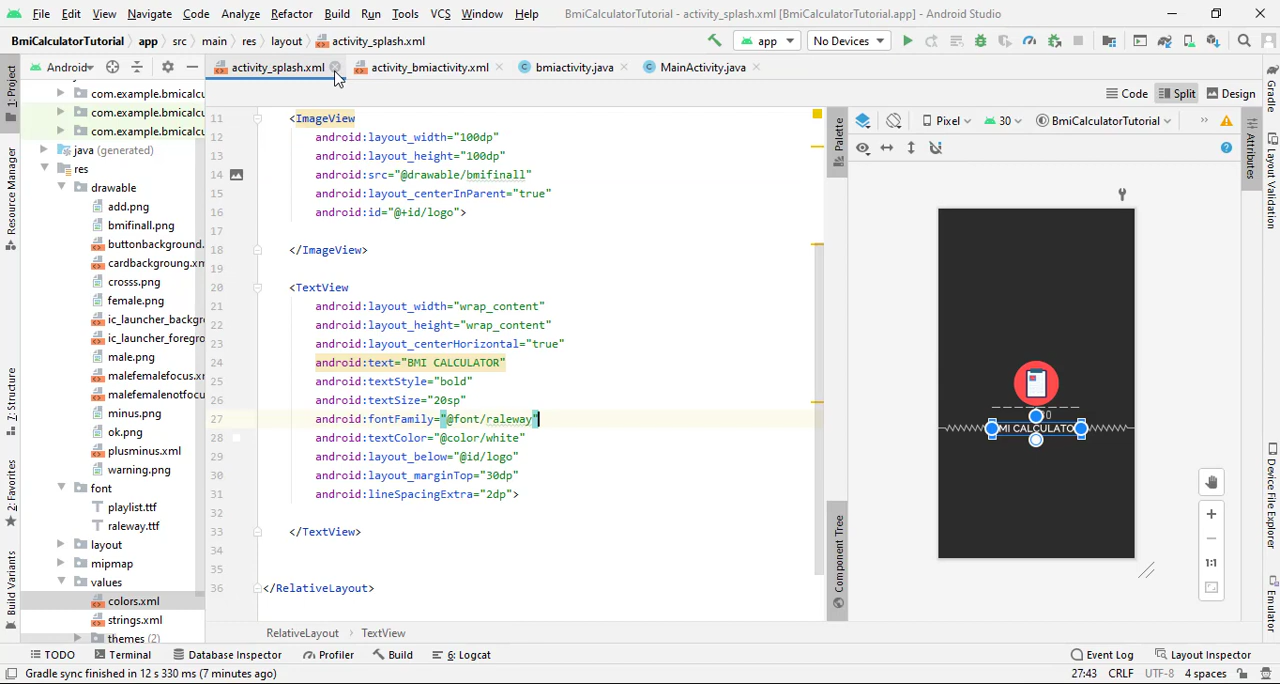 File Edit View Navigate Code Analyze Refactor Build Run Tools VCS Window Help BmiCalculatorTutorial - activity_splash.xml [BmiCalculatorTutorial.app] - Android Studio
BmiCalculatorTutorial app src main res layout activity_splash.xml app No Devices
1: Project Android activity_splash.xml activity_bmiactivity.xml bmiactivity.java MainActivity.java Gradle
com.example.bmicalcu Code Split Design
com.example.bmicalcu
com.example.bmicalcu
java (generated)
res
drawable
add.png
bmifinall.png
buttonbackground.
cardbackgroung.xm
crosss.png
female.png
ic_launcher_backgro
ic_launcher_foregro
male.png
malefemalefocus.xm
malefemalenotfocu
minus.png
ok.png
plusminus.xml
warning.png
font
playlist.ttf
raleway.ttf
layout
mipmap
values
colors.xml
strings.xml
themes (2)
Resource Manager
7: Structure
2: Favorites
Build Variants
11 <ImageView
12 android:layout_width="100dp"
13 android:layout_height="100dp"
14 android:src="@drawable/bmifinall"
15 android:layout_centerInParent="true"
16 android:id="@+id/logo">
17
18 </ImageView>
19
20 <TextView
21 android:layout_width="wrap_content"
22 android:layout_height="wrap_content"
23 android:layout_centerHorizontal="true"
24 android:text="BMI CALCULATOR"
25 android:textStyle="bold"
26 android:textSize="20sp"
27 android:fontFamily="@font/raleway"
28 android:textColor="@color/white"
29 android:layout_below="@id/logo"
30 android:layout_marginTop="30dp"
31 android:lineSpacingExtra="2dp">
32
33 </TextView>
34
35
36 </RelativeLayout>
RelativeLayout TextView
Palette
Component Tree
Pixel 30 BmiCalculatorTutorial
Attributes
Layout Validation
Device File Explorer
Emulator
1:1
TODO Terminal Database Inspector Profiler Build 6: Logcat Event Log Layout Inspector
Gradle sync finished in 12 s 330 ms (7 minutes ago) 27:43 CRLF UTF-8 4 spaces